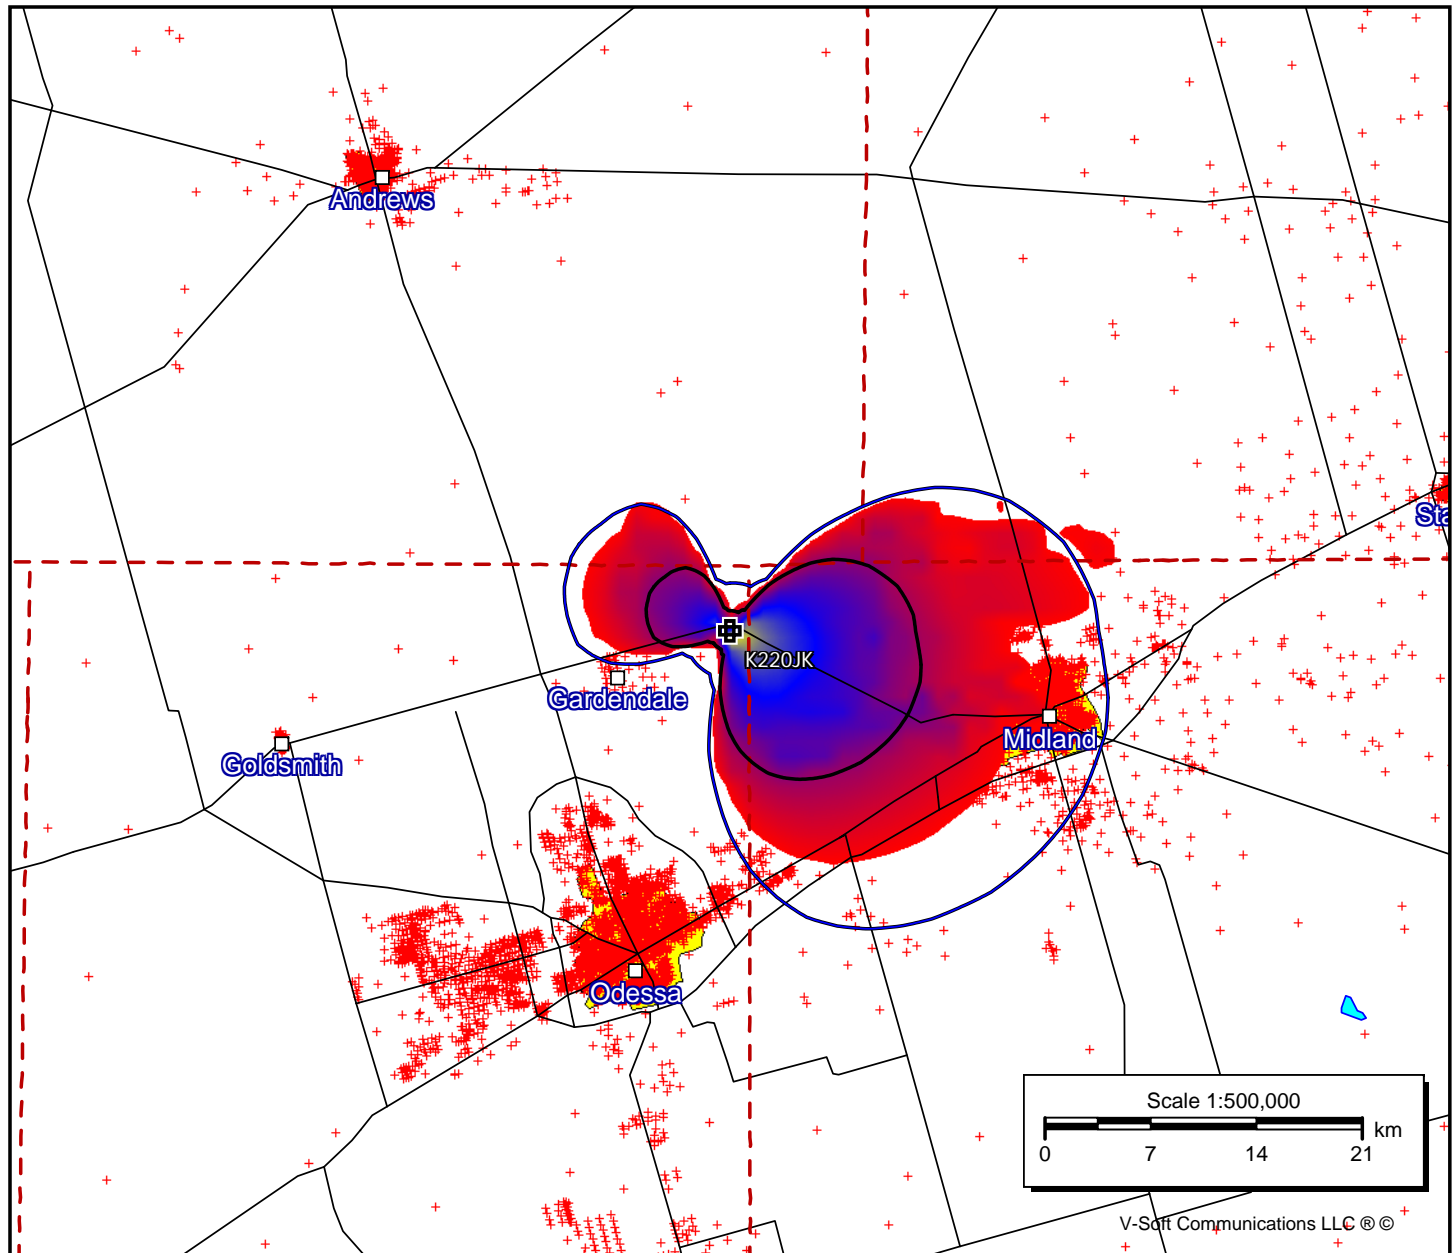 Andrews
Sta
K220JK
Gardendale
Midland
Goldsmith
Odessa
Scale 1:500,000
km
0 7 14 21
V-Soft Communications LLC ® ©